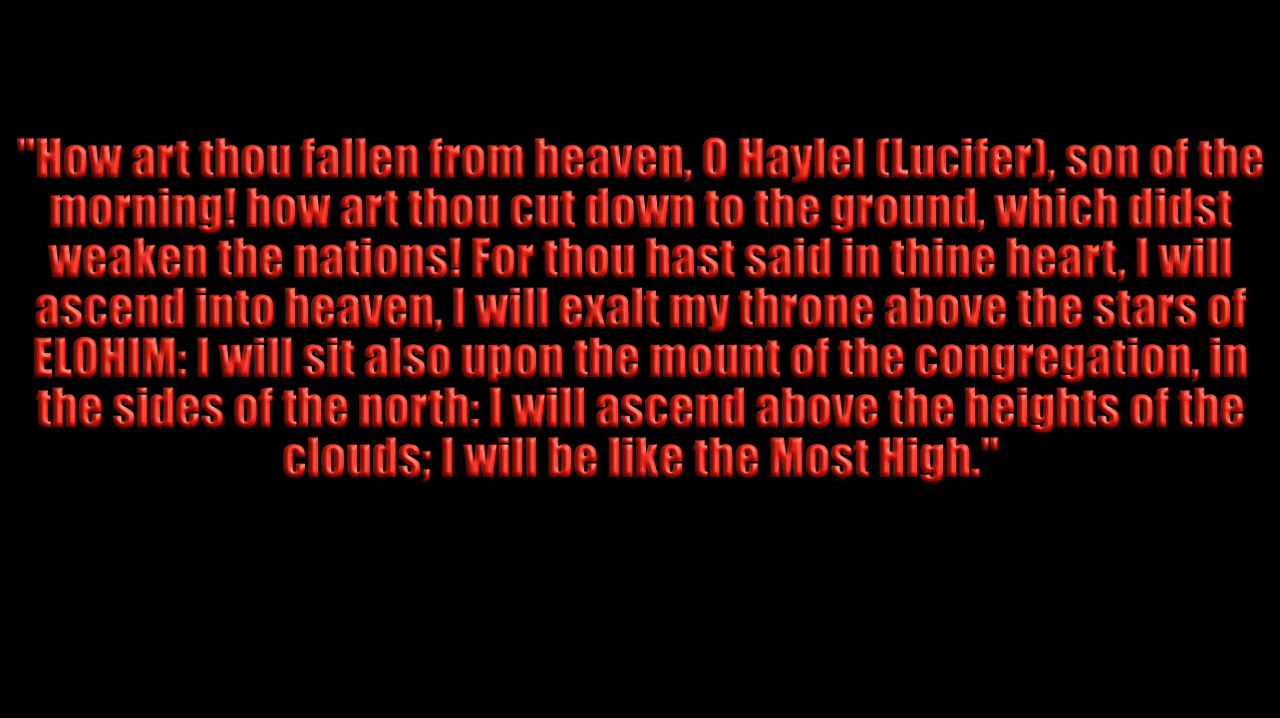 "How art thou fallen from heaven, O Haylel (Lucifer), son of the
morning! how art thou cut down to the ground, which didst
weaken the nations! For thou hast said in thine heart, I will
ascend into heaven, I will exalt my throne above the stars of
ELOHIM: I will sit also upon the mount of the congregation, in
the sides of the north: I will ascend above the heights of the
clouds; I will be like the Most High."